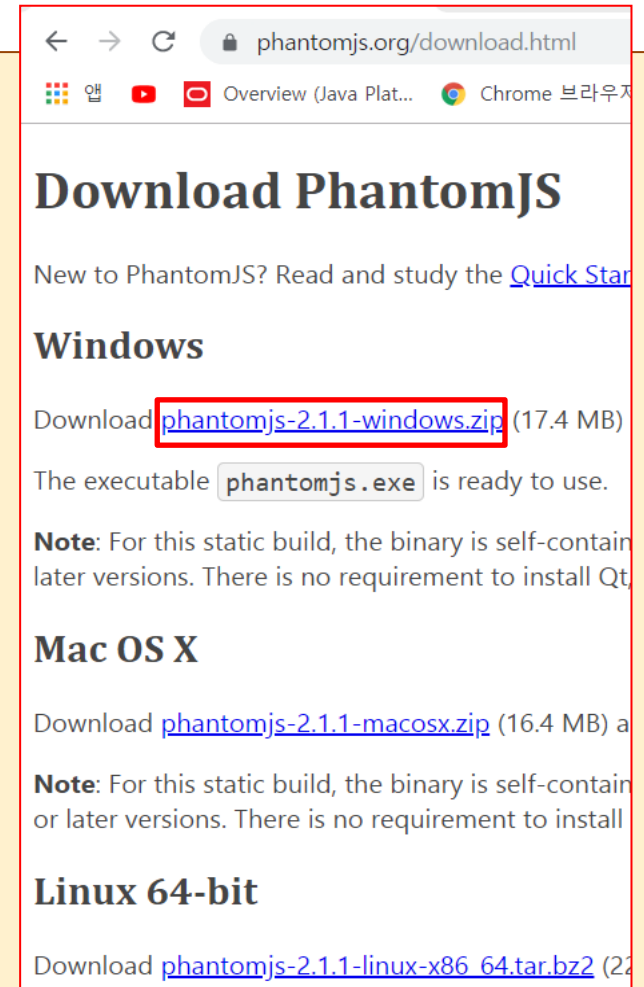 phantomjs.org/download.html
앱 Overview (Java Plat... Chrome 브라우저
Download PhantomJS
New to PhantomJS? Read and study the Quick Star
Windows
Download phantomjs-2.1.1-windows.zip (17.4 MB)
The executable phantomjs.exe is ready to use.
Note: For this static build, the binary is self-contain
later versions. There is no requirement to install Qt,
Mac OS X
Download phantomjs-2.1.1-macosx.zip (16.4 MB) a
Note: For this static build, the binary is self-contain
or later versions. There is no requirement to install
Linux 64-bit
Download phantomjs-2.1.1-linux-x86_64.tar.bz2 (22